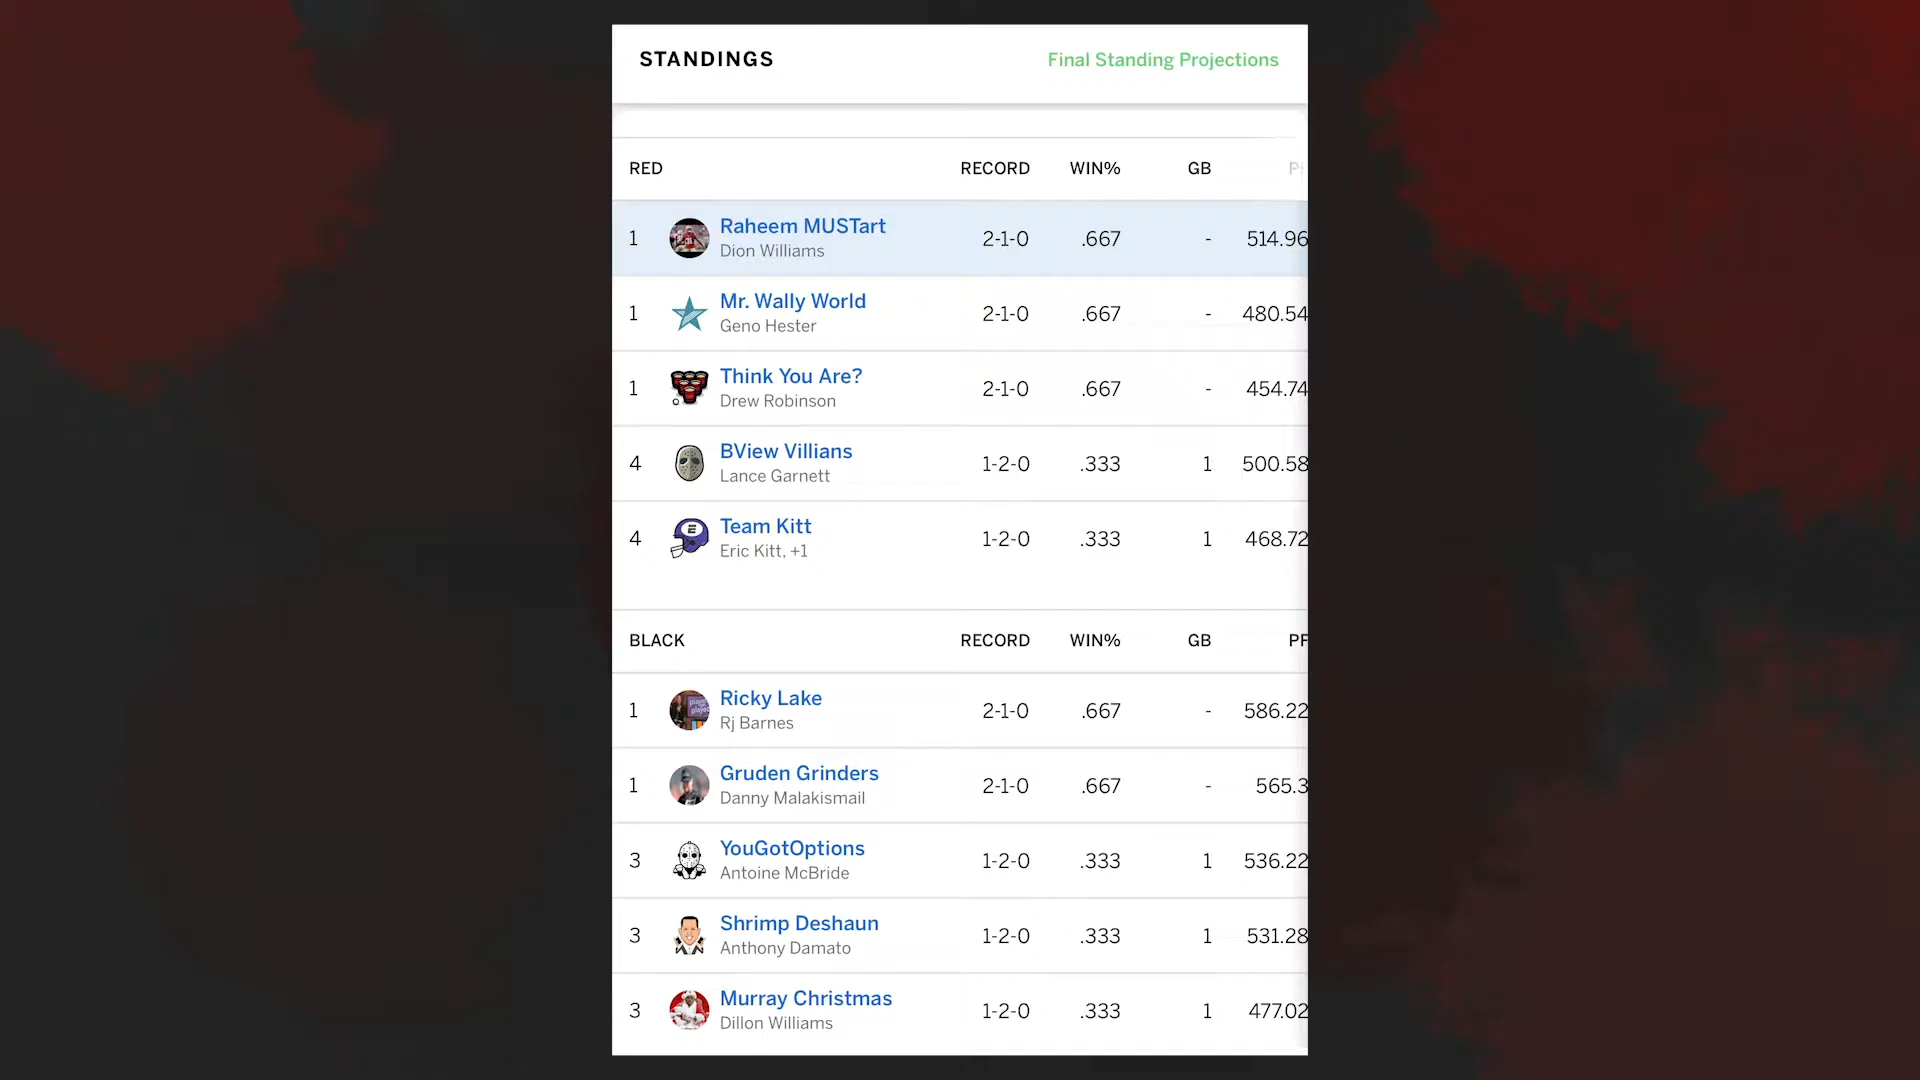 STANDINGS Final Standing Projections
RED RECORD WIN% GB P
1 Raheem MUSTart 2-1-0 .667 - 514.96
Dion Williams
1 Mr. Wally World 2-1-0 .667 - 480.54
Geno Hester
1 Think You Are? 2-1-0 .667 - 454.74
Drew Robinson
4 BView Villians 1-2-0 .333 1 500.58
Lance Garnett
4 Team Kitt 1-2-0 .333 1 468.72
Eric Kitt, +1
BLACK RECORD WIN% GB PF
1 Ricky Lake 2-1-0 .667 - 586.22
Rj Barnes
1 Gruden Grinders 2-1-0 .667 - 565.3
Danny Malakismail
3 YouGotOptions 1-2-0 .333 1 536.22
Antoine McBride
3 Shrimp Deshaun 1-2-0 .333 1 531.28
Anthony Damato
3 Murray Christmas 1-2-0 .333 1 477.02
Dillon Williams